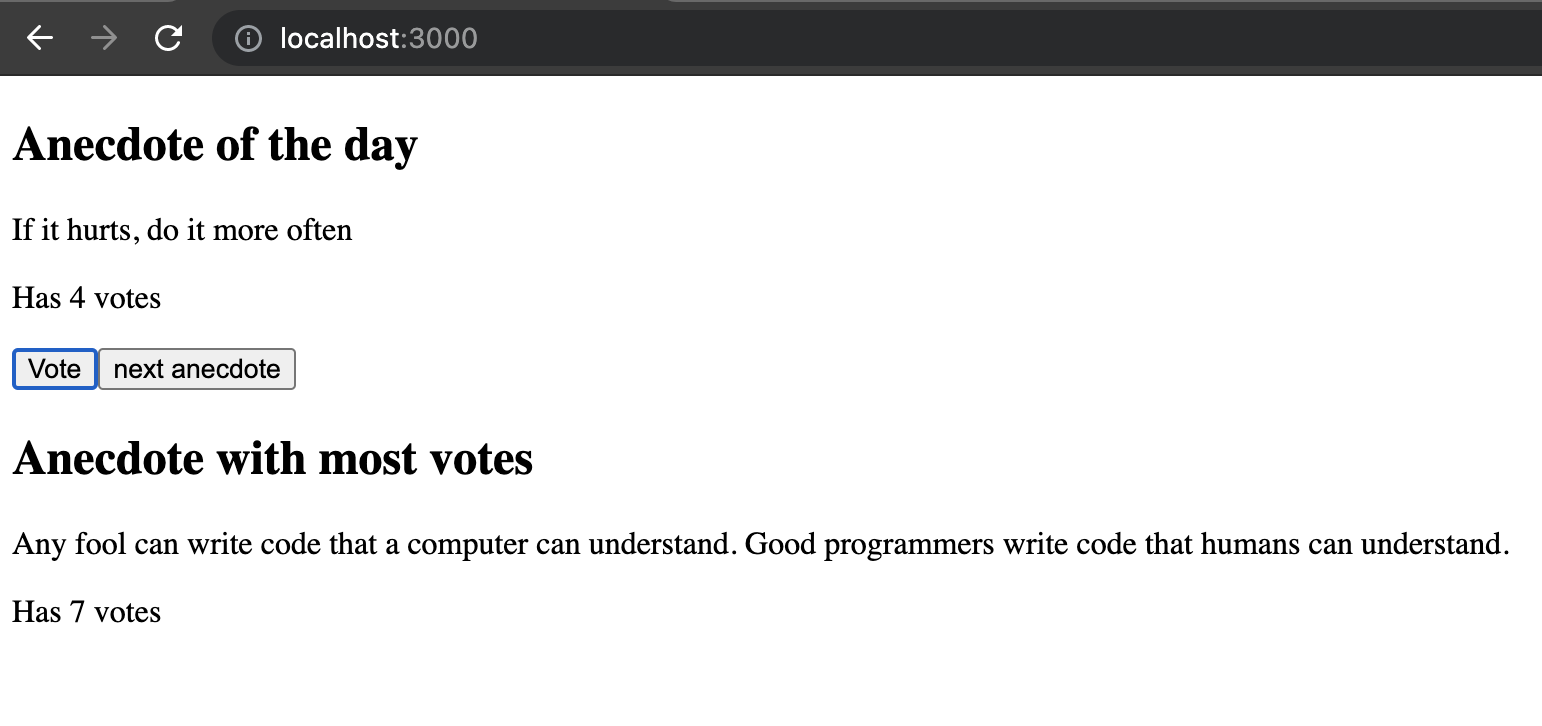 localhost:3000
Anecdote of the day
If it hurts, do it more often
Has 4 votes
Vote next anecdote
Anecdote with most votes
Any fool can write code that a computer can understand. Good programmers write code that humans can understand.
Has 7 votes